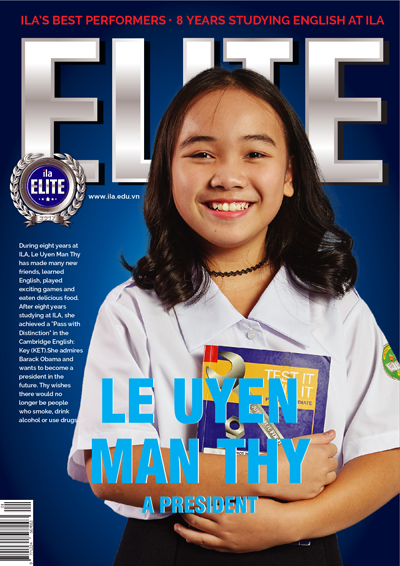 ILA'S BEST PERFORMERS • 8 YEARS STUDYING ENGLISH AT ILA
ELITE
ila
ELITE
www.ila.edu.vn
During eight years at
ILA, Le Uyen Man Thy
has made many new
friends, learned
English, played
exciting games and
eaten delicious food.
After eight years
studying at ILA, she
achieved a "Pass with
Distinction" in the
Cambridge English:
Key (KET).She admires
Barack Obama and
wants to become a
president in the
future. Thy wishes
there would no
longer be people
who smoke, drink
alcohol or use drugs.
TEST IT
IT
LE UYEN
MAN THY
A PRESIDENT